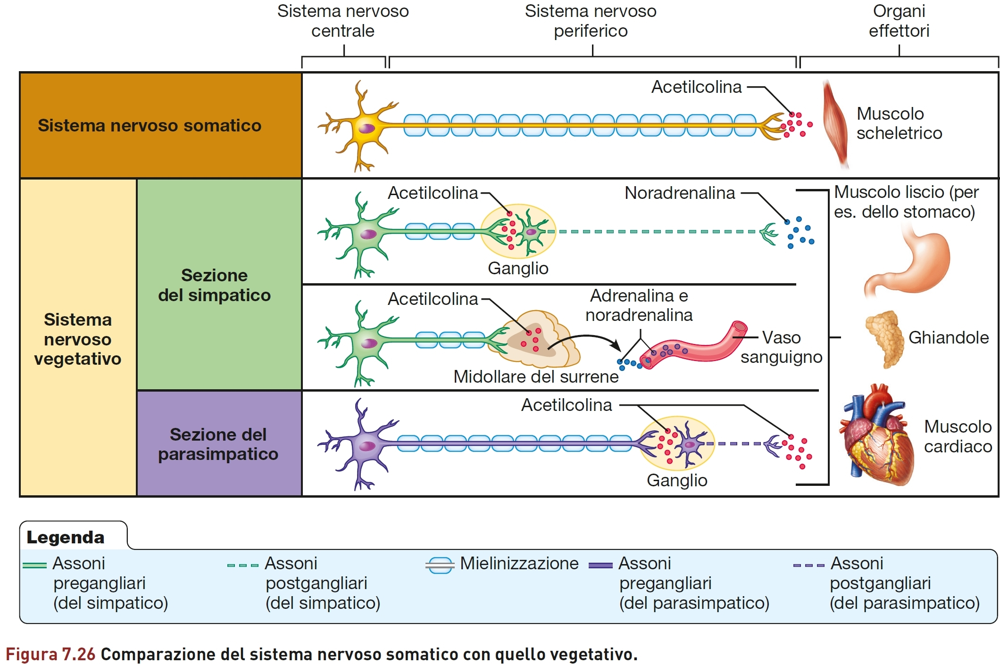 Sistema nervoso
centrale
Sistema nervoso
periferico
Organi
effettori
Sistema nervoso somatico
Acetilcolina
Muscolo
scheletrico
Sistema
nervoso
vegetativo
Sezione
del simpatico
Acetilcolina
Ganglio
Noradrenalina
Muscolo liscio (per
es. dello stomaco)
Acetilcolina
Midollare del surrene
Adrenalina e
noradrenalina
Vaso
sanguigno
Ghiandole
Sezione del
parasimpatico
Acetilcolina
Ganglio
Muscolo
cardiaco
Legenda
Assoni
pregangliari
(del simpatico)
Assoni
postgangliari
(del simpatico)
Mielinizzazione
Assoni
pregangliari
(del parasimpatico)
Assoni
postgangliari
(del parasimpatico)
Figura 7.26 Comparazione del sistema nervoso somatico con quello vegetativo.